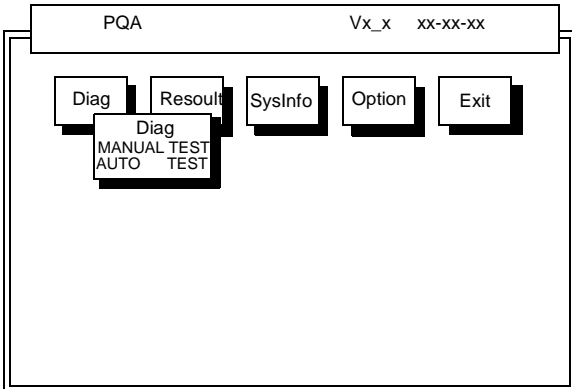 PQA Vx_x xx-xx-xx
Diag Resoult SysInfo Option Exit
Diag
MANUAL TEST
AUTO TEST